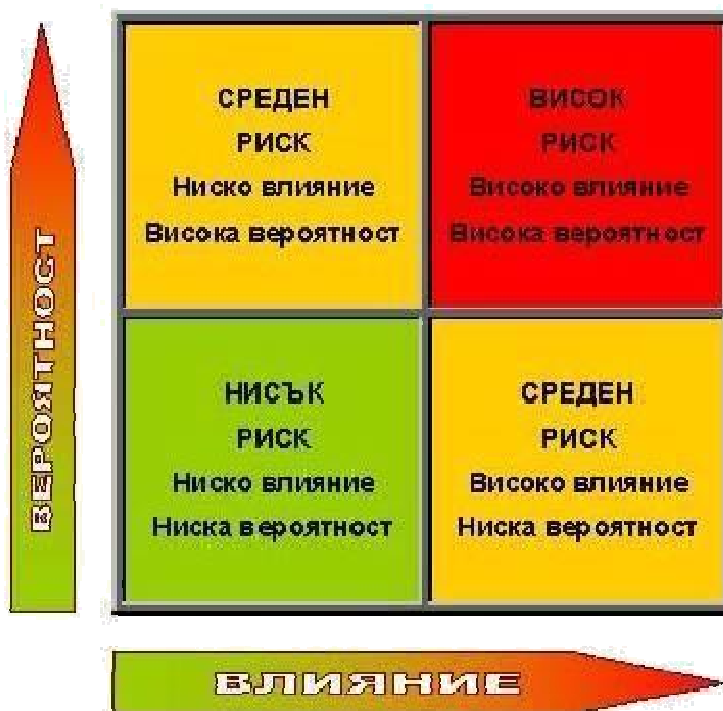 ВЕРОЯТНОСТ
СРЕДЕН
РИСК
Ниско влияние
Висока вероятност
ВИСОК
РИСК
Високо влияние
Висока вероятност
НИСЪК
РИСК
Ниско влияние
Ниска вероятност
СРЕДЕН
РИСК
Високо влияние
Ниска вероятност
ВЛИЯНИЕ